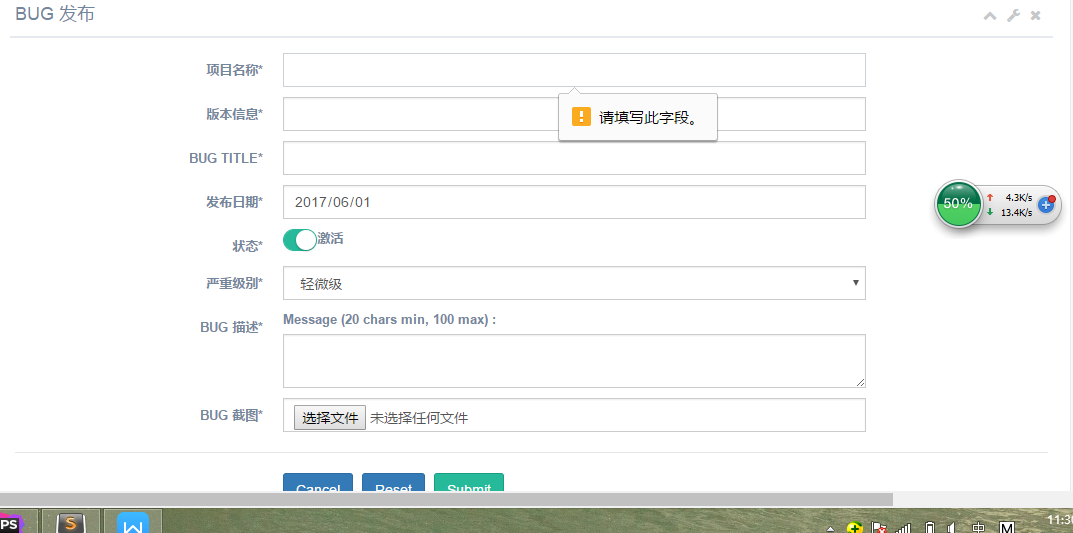 BUG 发布
项目名称*
请填写此字段。
版本信息*
BUG TITLE*
发布日期* 2017/06/01
50% 4.3K/s
13.4K/s
状态* 激活
严重级别* 轻微级
BUG 描述* Message (20 chars min, 100 max) :
BUG 截图* 选择文件 未选择任何文件
Cancel Reset Submit
PS S W 中 M 11:3